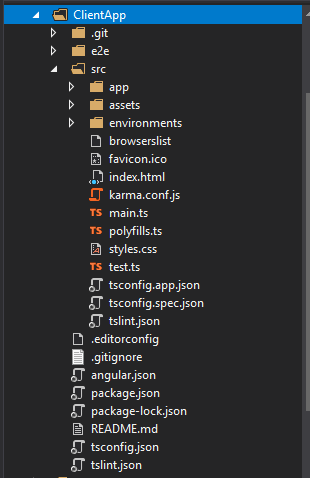 ClientApp
.git
e2e
src
app
assets
environments
browserslist
favicon.ico
index.html
karma.conf.js
TS main.ts
TS polyfills.ts
styles.css
TS test.ts
tsconfig.app.json
tsconfig.spec.json
tslint.json
.editorconfig
.gitignore
angular.json
package.json
package-lock.json
README.md
tsconfig.json
tslint.json